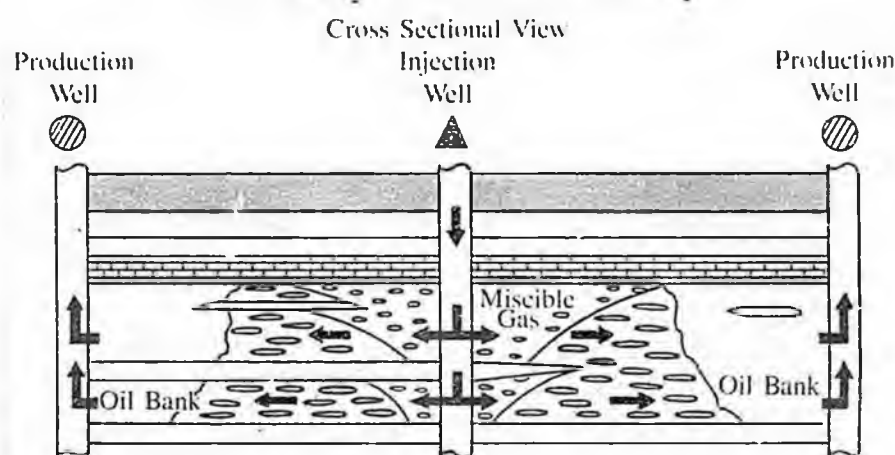 Cross Sectional View
Production
Well
Injection
Well
Production
Well
Miscible
Gas
Oil Bank
Oil Bank